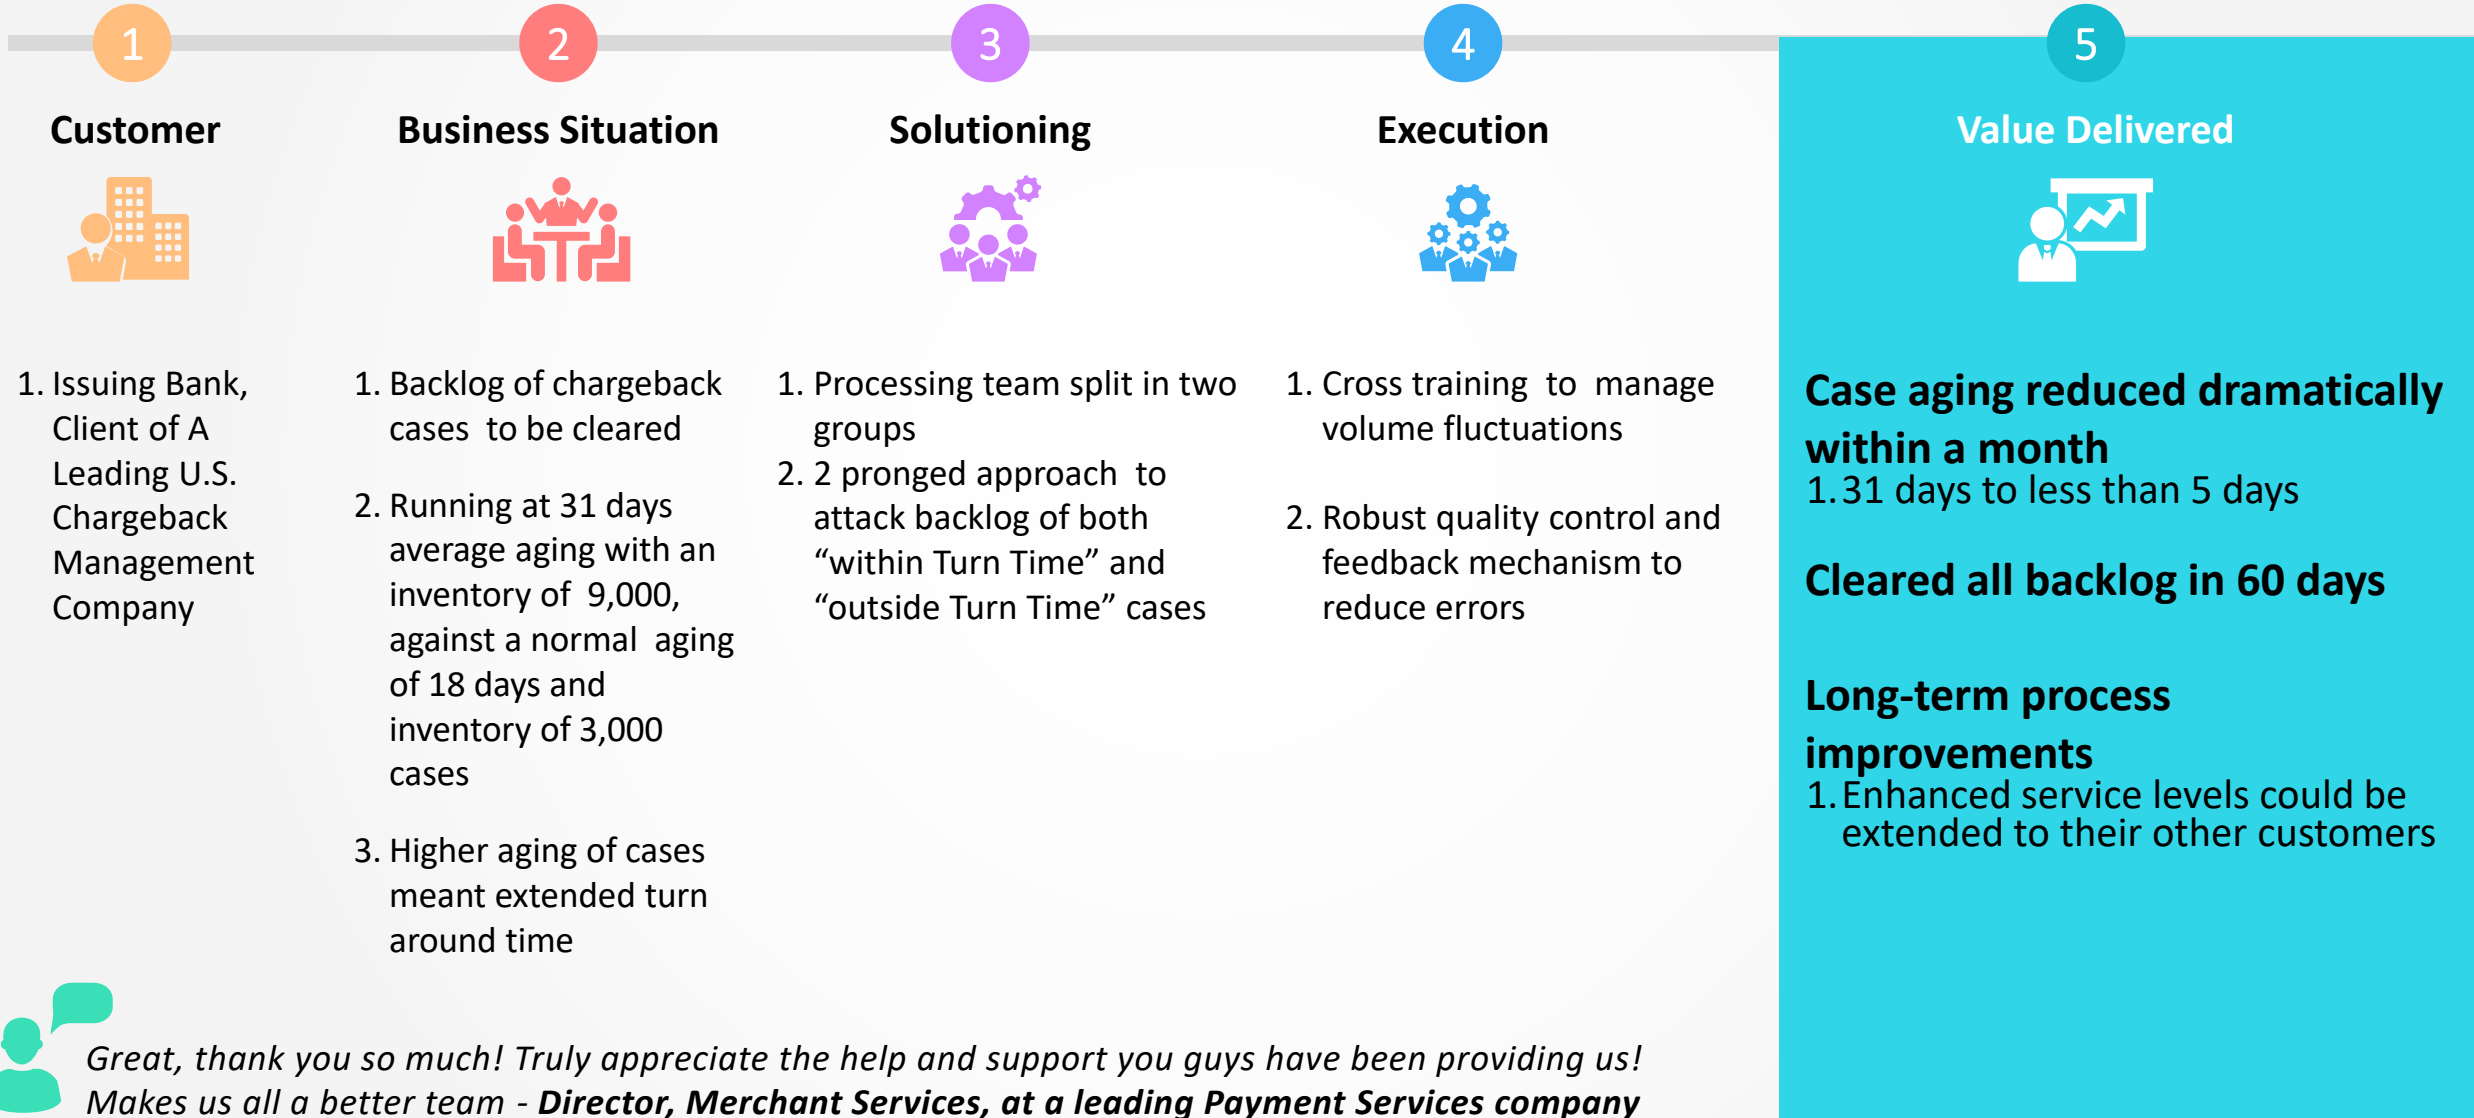 1
Customer
1. Issuing Bank,
Client of A
Leading U.S.
Chargeback
Management
Company
2
Business Situation
1. Backlog of chargeback
cases to be cleared
2. Running at 31 days
average aging with an
inventory of 9,000,
against a normal aging
of 18 days and
inventory of 3,000
cases
3. Higher aging of cases
meant extended turn
around time
3
Solutioning
1. Processing team split in two
groups
2. 2 pronged approach to
attack backlog of both
“within Turn Time” and
“outside Turn Time” cases
4
Execution
1. Cross training to manage
volume fluctuations
2. Robust quality control and
feedback mechanism to
reduce errors
5
Value Delivered
Case aging reduced dramatically
within a month
1. 31 days to less than 5 days
Cleared all backlog in 60 days
Long-term process
improvements
1. Enhanced service levels could be
extended to their other customers
Great, thank you so much! Truly appreciate the help and support you guys have been providing us!
Makes us all a better team - Director, Merchant Services, at a leading Payment Services company